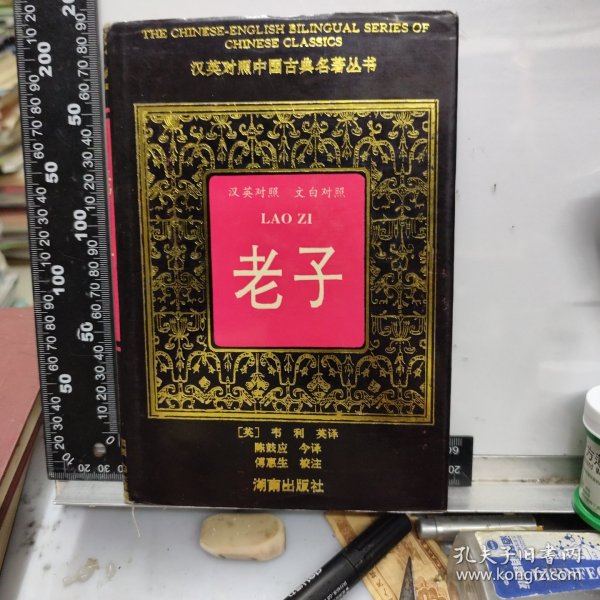 THE CHINESE-ENGLISH BILINGUAL SERIES OF
CHINESE CLASSICS
汉英对照中国古典名著丛书
汉英对照 文白对照
LAO ZI
老子
[英] 韦利 英译
陈鼓应 今译
傅惠生 校注
湖南出版社
孔夫子旧书网
www.kongfz.com